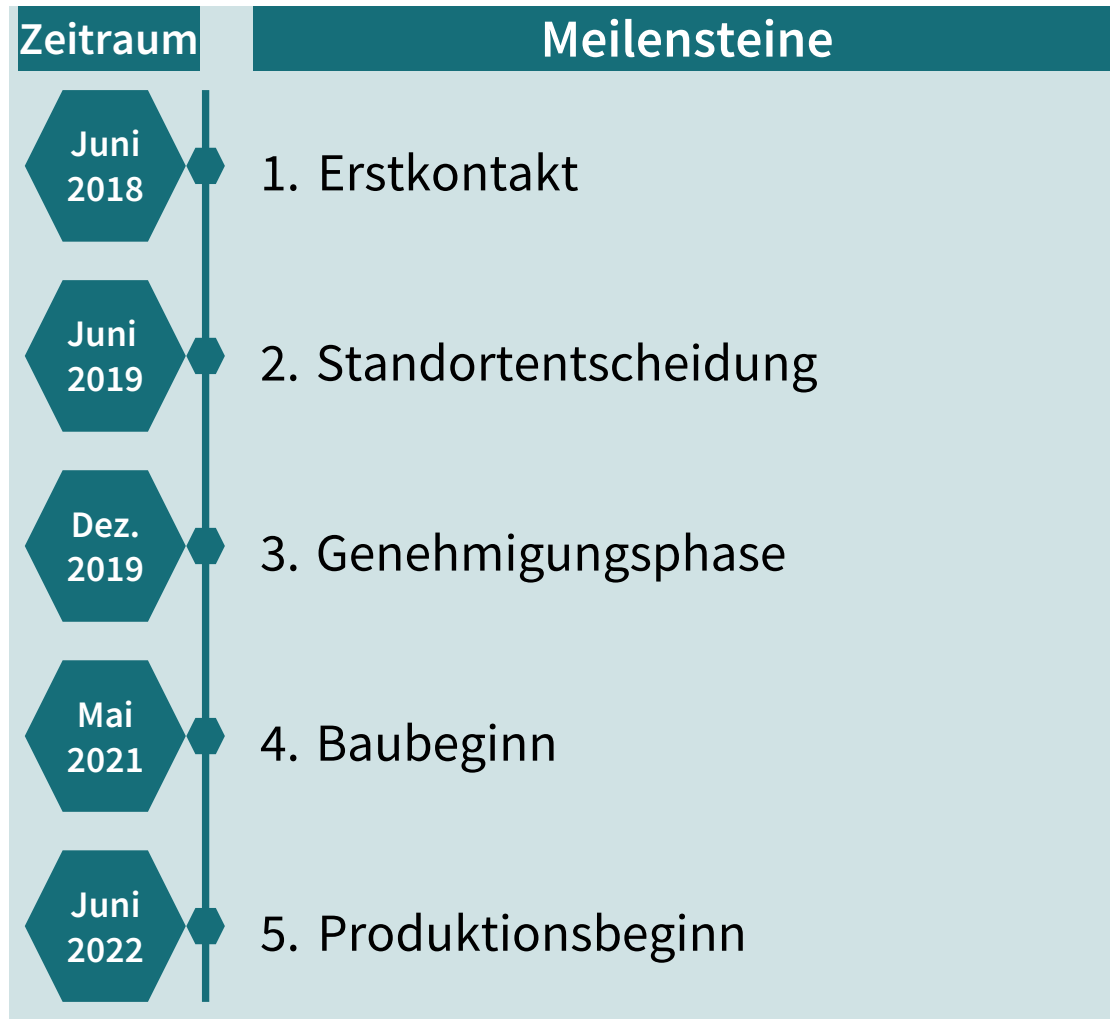 Zeitraum
Meilensteine
Juni
2018
1. Erstkontakt
Juni
2019
2. Standortentscheidung
Dez.
2019
3. Genehmigungsphase
Mai
2021
4. Baubeginn
Juni
2022
5. Produktionsbeginn